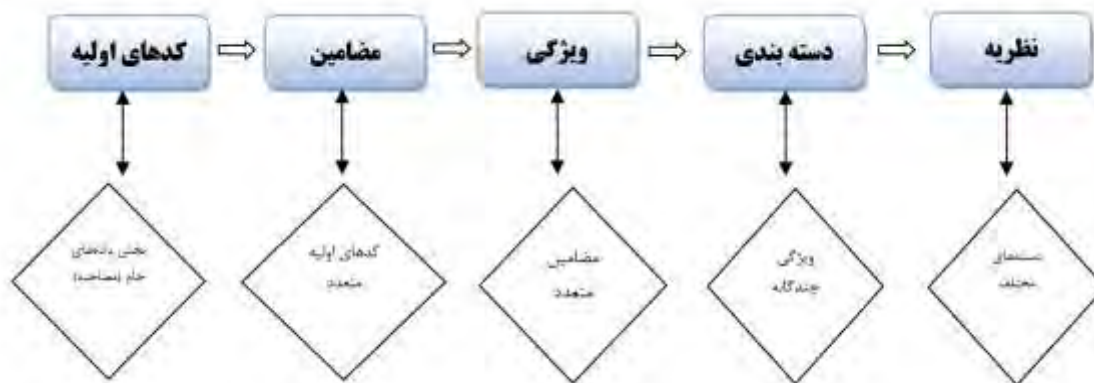 کدهای اولیه
مضامین
ویژگی
دسته بندی
نظریه
بخش داده‌های
خام (مصاحبه)
کدهای اولیه
متعدد
مضامین
متعدد
ویژگی
چندگانه
دسته‌های
مختلف